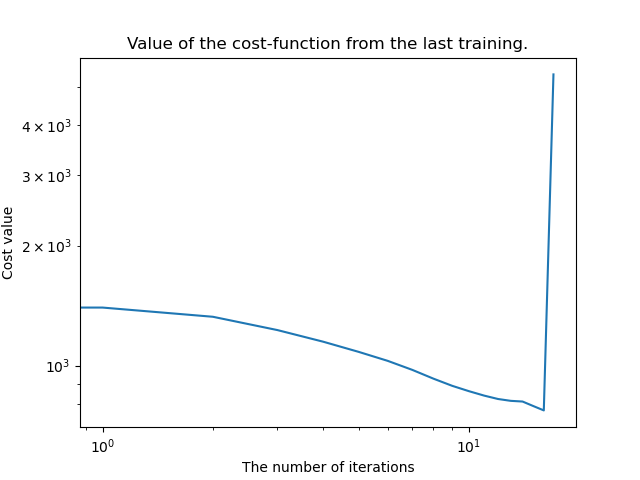 Value of the cost-function from the last training.
4 × 10³
3 × 10³
2 × 10³
10³
Cost value
10⁰
10¹
The number of iterations